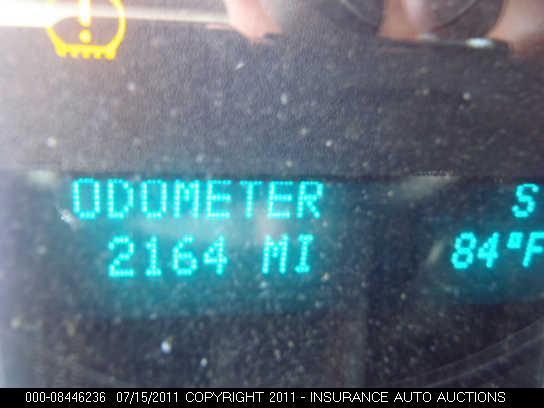 ODOMETER S
2164 MI 84°F
000-08446236 07/15/2011 COPYRIGHT 2011 - INSURANCE AUTO AUCTIONS